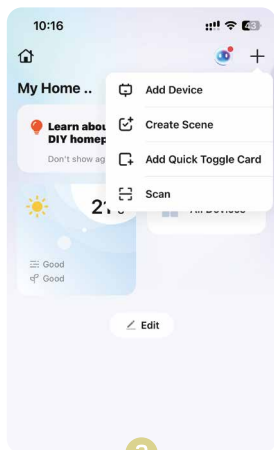 10:16
43
My Home ..
Add Device
Learn abou
DIY homep
Create Scene
Don't show ag
Add Quick Toggle Card
Scan
Good
Good
Edit